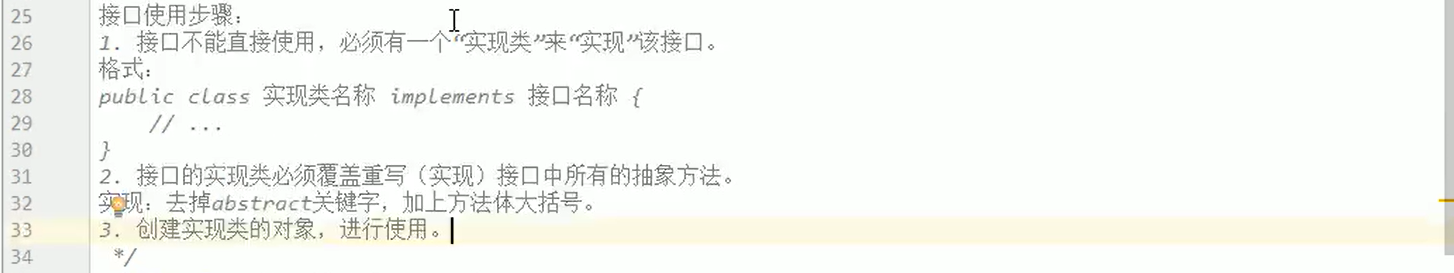 25 接口使用步骤：
26 1. 接口不能直接使用，必须有一个“实现类”来“实现”该接口。
27 格式：
28 public class 实现类名称 implements 接口名称 {
29     // ...
30 }
31 2. 接口的实现类必须覆盖重写（实现）接口中所有的抽象方法。
32 实现：去掉abstract关键字，加上方法体大括号。
33 3. 创建实现类的对象，进行使用。
34  */